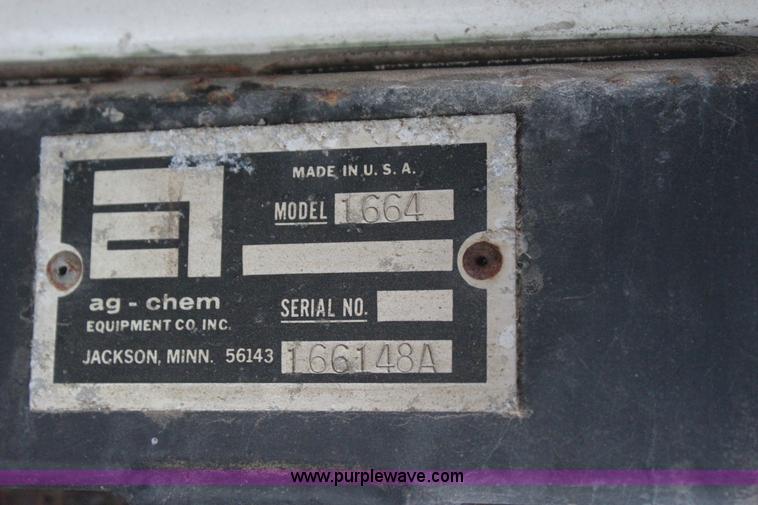 MADE IN U. S. A.
MODEL 1664
ag-chem
EQUIPMENT CO. INC.
SERIAL NO.
JACKSON, MINN. 56143
166148A
www.purplewave.com